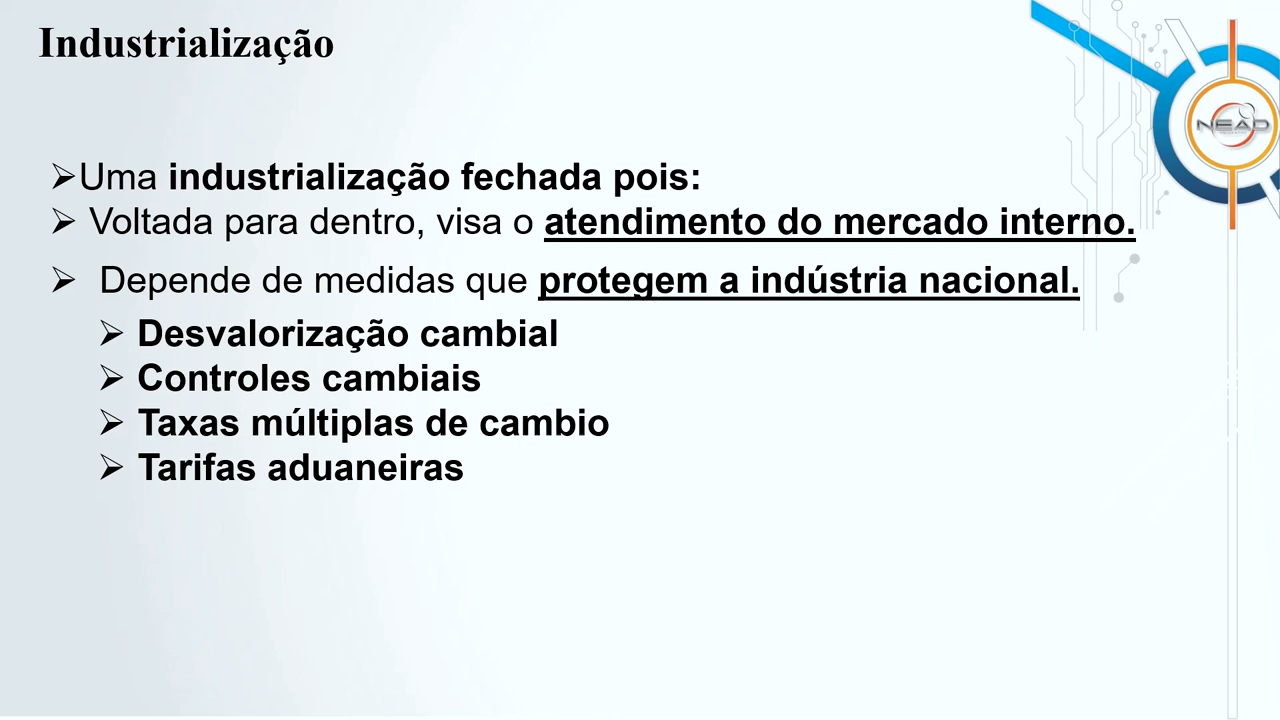 Industrialização
NEAD
➢Uma industrialização fechada pois:
➢ Voltada para dentro, visa o atendimento do mercado interno.
➢ Depende de medidas que protegem a indústria nacional.
➢ Desvalorização cambial
➢ Controles cambiais
➢ Taxas múltiplas de cambio
➢ Tarifas aduaneiras